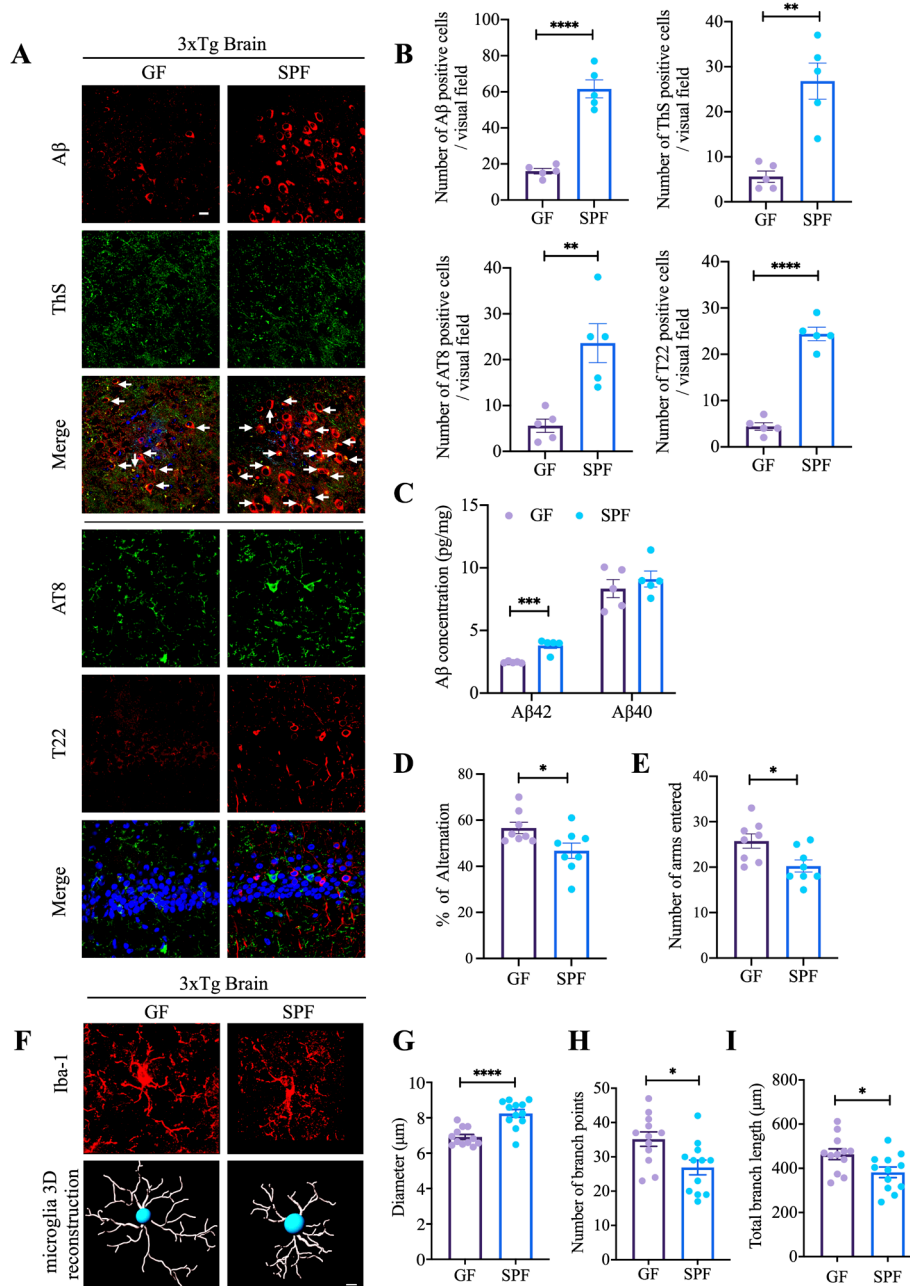 A
3xTg Brain
GF
SPF
Aβ
ThS
Merge
AT8
T22
Merge
B
Number of Aβ positive cells
/ visual field
100
80
60
40
20
0
****
GF
SPF
Number of ThS positive cells
/ visual field
40
30
20
10
0
**
GF
SPF
Number of AT8 positive cells
/ visual field
40
30
20
10
0
**
GF
SPF
Number of T22 positive cells
/ visual field
40
30
20
10
0
****
GF
SPF
C
Aβ concentration (pg/mg)
15
10
5
0
GF
SPF
***
Aβ42
Aβ40
D
% of Alternation
80
60
40
20
0
*
GF
SPF
E
Number of arms entered
40
30
20
10
0
*
GF
SPF
F
3xTg Brain
GF
SPF
Iba-1
microglia 3D
reconstruction
G
Diameter (μm)
10
8
6
4
2
0
****
GF
SPF
H
Number of branch points
50
40
30
20
10
0
*
GF
SPF
I
Total branch length (μm)
800
600
400
200
0
*
GF
SPF